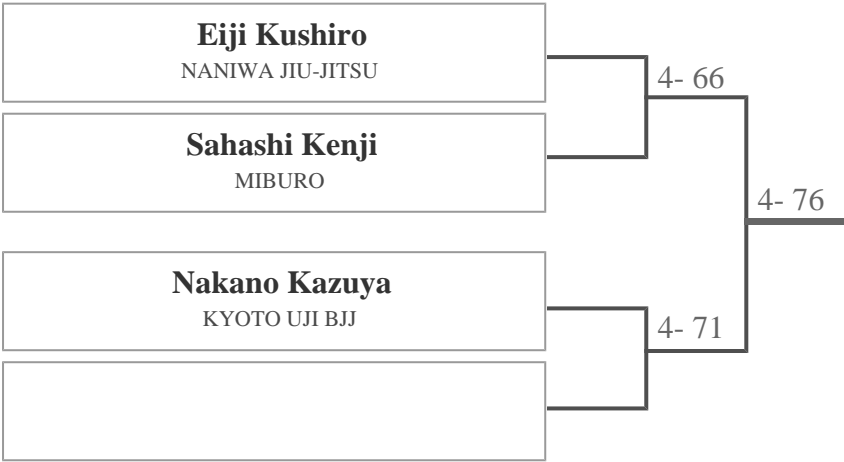 Eiji Kushiro
NANIWA JIU-JITSU
4- 66
Sahashi Kenji
MIBURO
4- 76
Nakano Kazuya
KYOTO UJI BJJ
4- 71